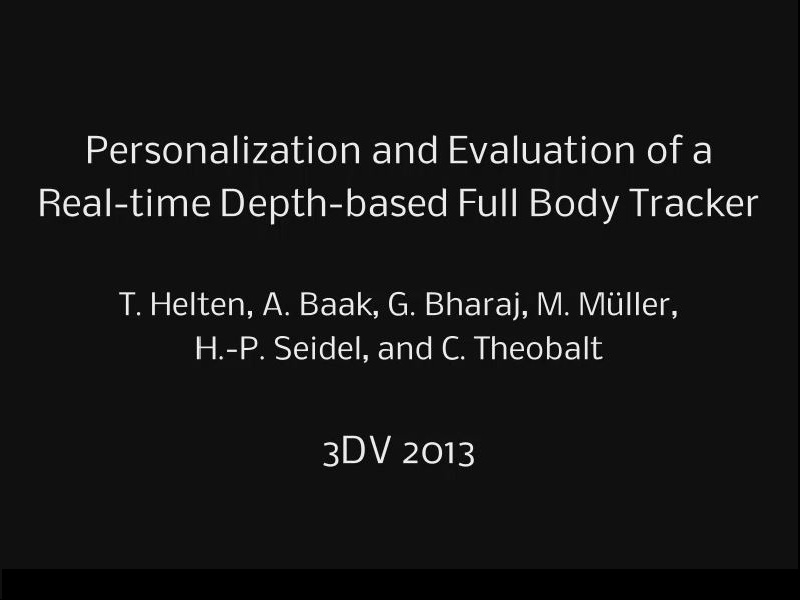 Personalization and Evaluation of a
Real-time Depth-based Full Body Tracker
T. Helten, A. Baak, G. Bharaj, M. Müller,
H.-P. Seidel, and C. Theobalt
3DV 2013